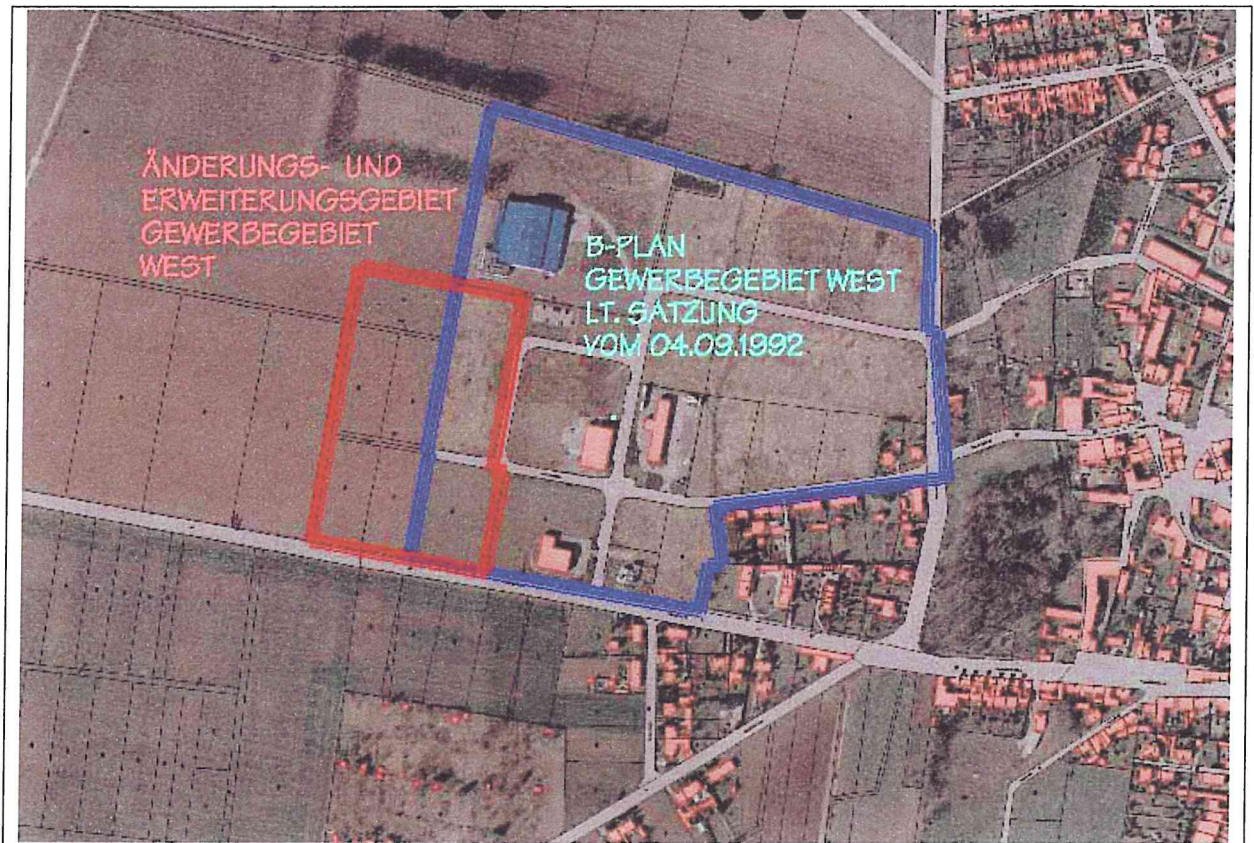 ÄNDERUNGS- UND
ERWEITERUNGSGEBIET
GEWERBEGEBIET
WEST
B-PLAN
GEWERBEGEBIET WEST
LT. SATZUNG
VOM 04.09.1992